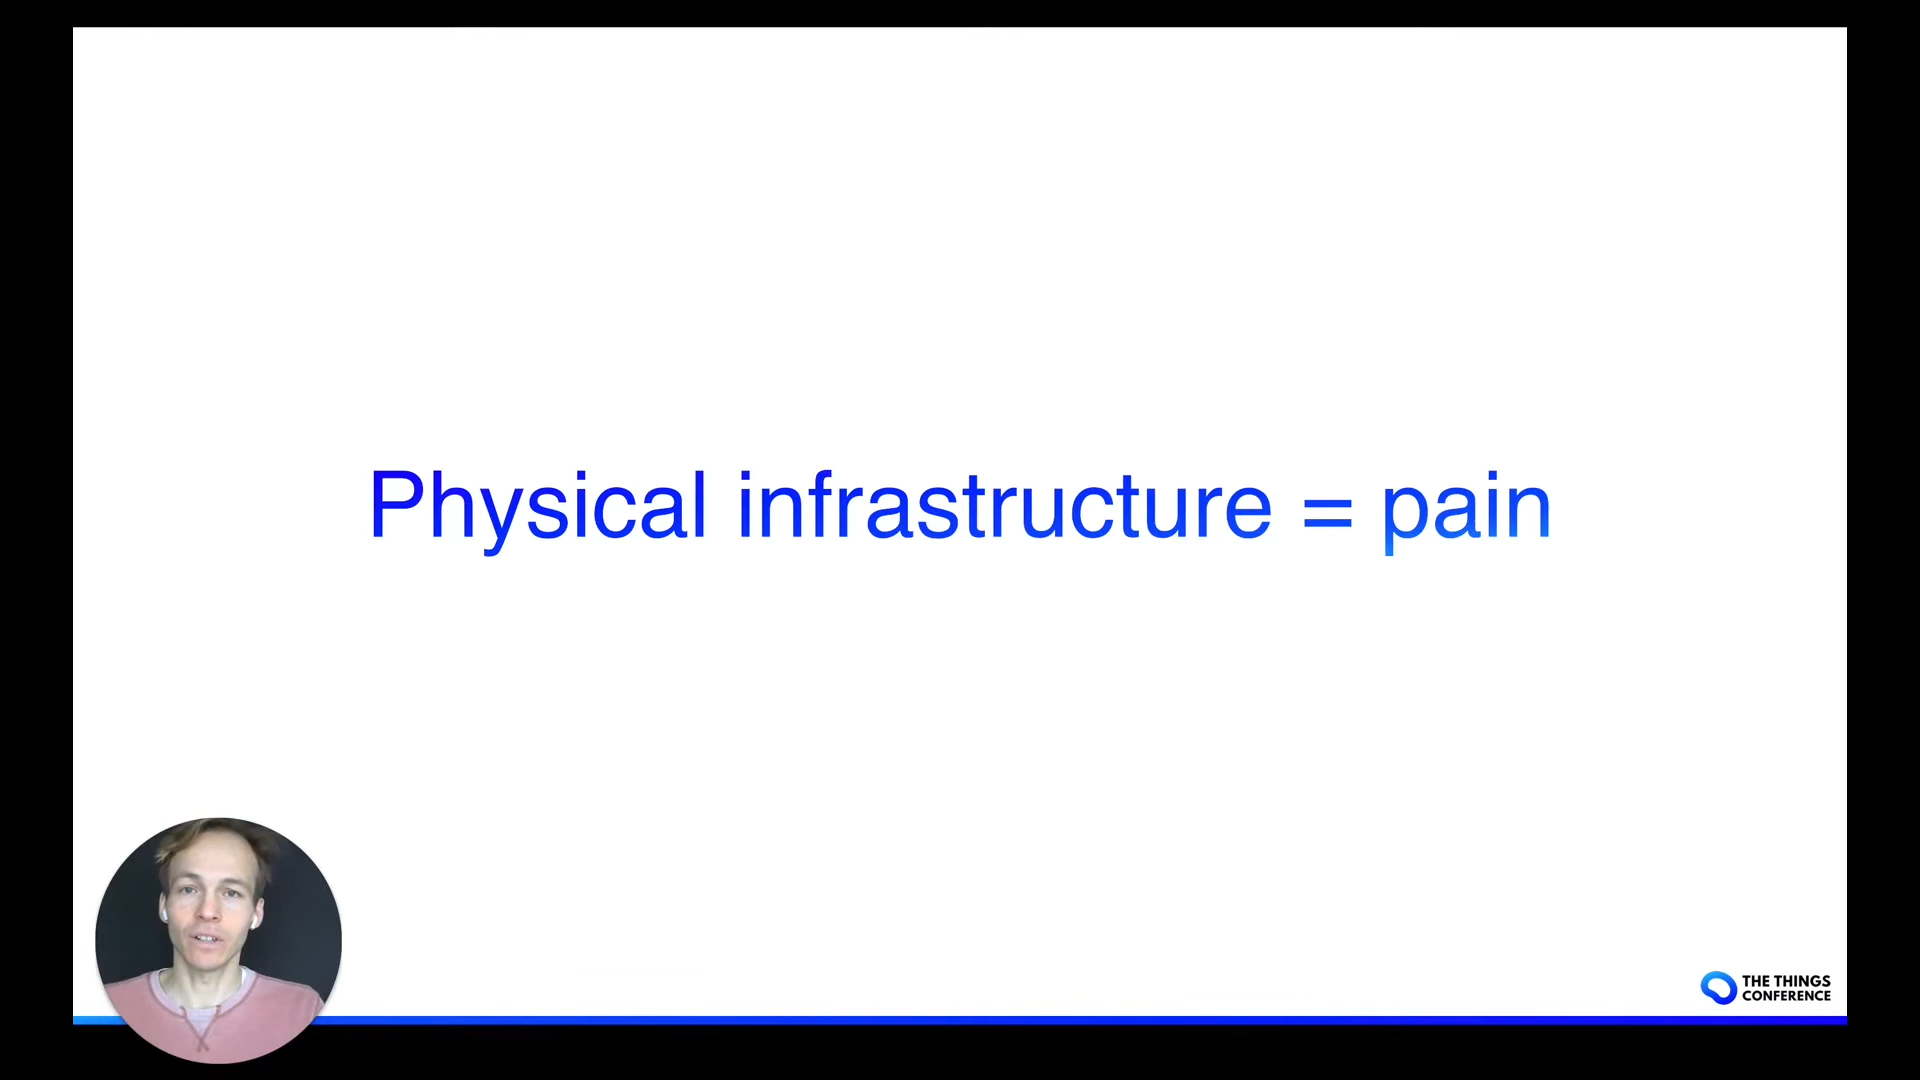 Physical infrastructure = pain
THE THINGS
CONFERENCE